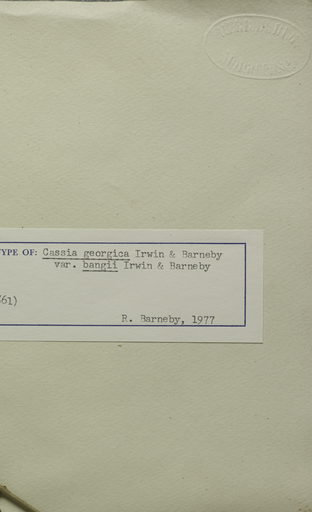 YPE OF: Cassia georgica Irwin & Barneby
var. bangii Irwin & Barneby
61)
R. Barneby, 1977